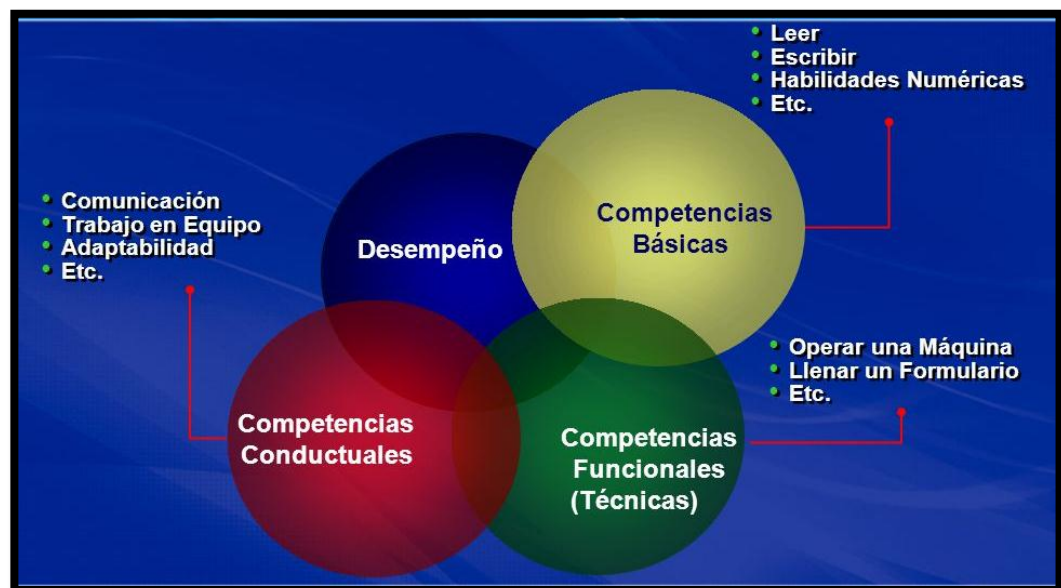 • Leer
• Escribir
• Habilidades Numéricas
• Etc.
• Comunicación
• Trabajo en Equipo
• Adaptabilidad
• Etc.
Desempeño
Competencias
Básicas
• Operar una Máquina
• Llenar un Formulario
• Etc.
Competencias
Conductuales
Competencias
Funcionales
(Técnicas)